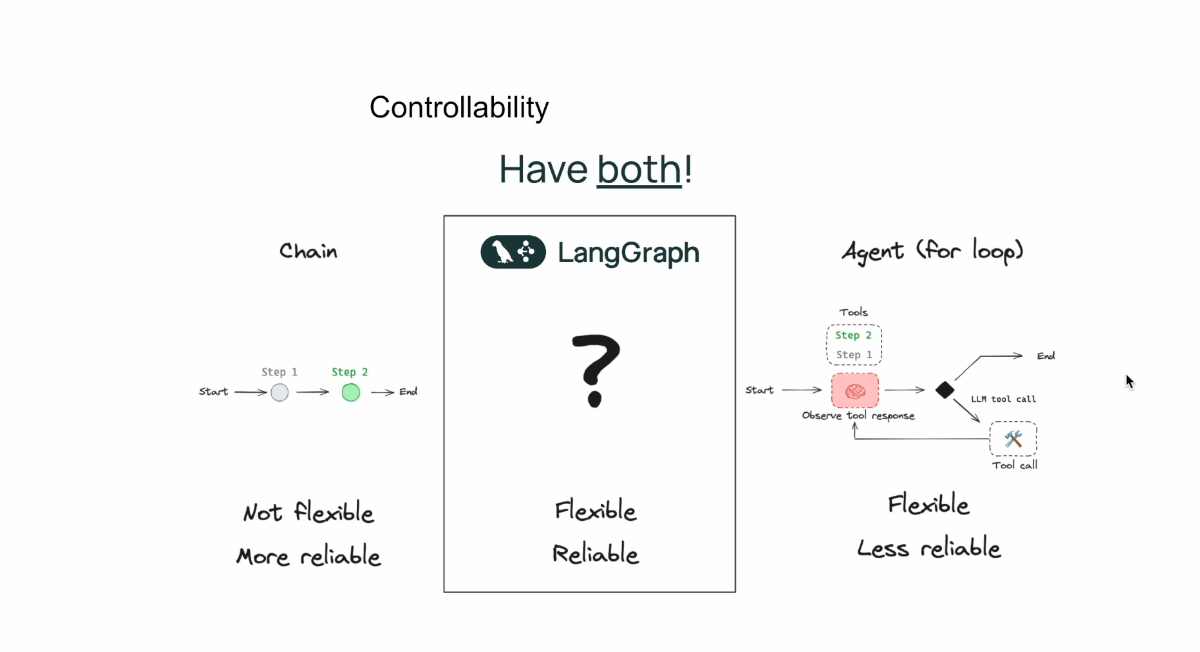 Controllability
Have both!
Chain
Step 1
Step 2
Start
End
Not flexible
More reliable
LangGraph
?
Flexible
Reliable
Agent (for loop)
Tools
Step 2
Step 1
Start
Observe tool response
End
LLM tool call
Tool call
Flexible
Less reliable